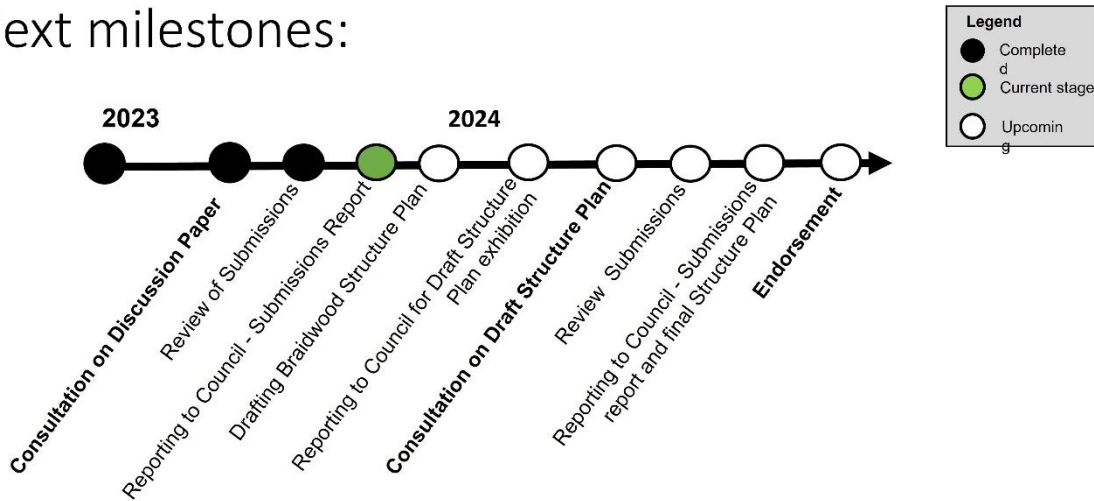 ext milestones:
Legend
Complete
d
Current stage
Upcomin
g
2023
2024
Consultation on Discussion Paper
Review of Submissions
Reporting to Council - Submissions Report
Drafting Braidwood Structure Plan
Reporting to Council for Draft Structure
Plan exhibition
Consultation on Draft Structure Plan
Review  Submissions
Reporting to Council - Submissions
report and final Structure Plan
Endorsement